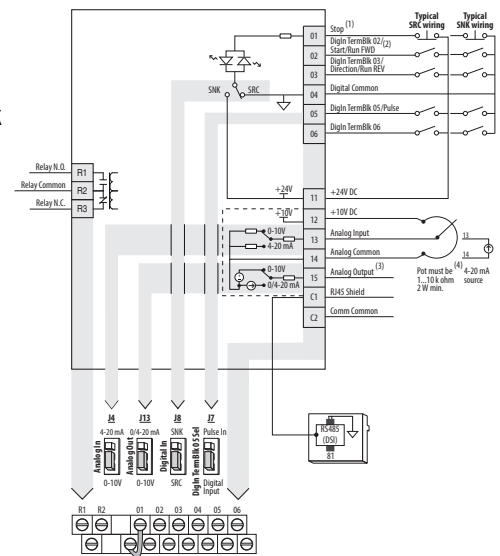 Typical SRC wiring
Typical SNK wiring
01 Stop (1)
02 DigIn TermBlk 02/ (2)
Start/Run FWD
03 DigIn TermBlk 03/
Direction/Run REV
SNK SRC
04 Digital Common
05 DigIn TermBlk 05/Pulse
06 DigIn TermBlk 06
Relay N.O. R1
Relay Common R2
Relay N.C. R3
+24V 11 +24V DC
+10V 12 +10V DC
0-10V
4-20 mA
13 Analog Input
14 Analog Common
13
14
(4) 4-20 mA source
Pot must be
1...10 k ohm
2 W min.
0-10V
0/4-20 mA
15 Analog Output (3)
C1 RJ45 Shield
C2 Comm Common
J4 J13 J8 J7
4-20 mA 0/4-20 mA SNK Pulse In
Analog In
Analog Out
Digital In
DigIn TermBlk 05 Sel
0-10V 0-10V SRC Digital Input
RS485
(DSI)
81
R1 R2 01 02 03 04 05 06